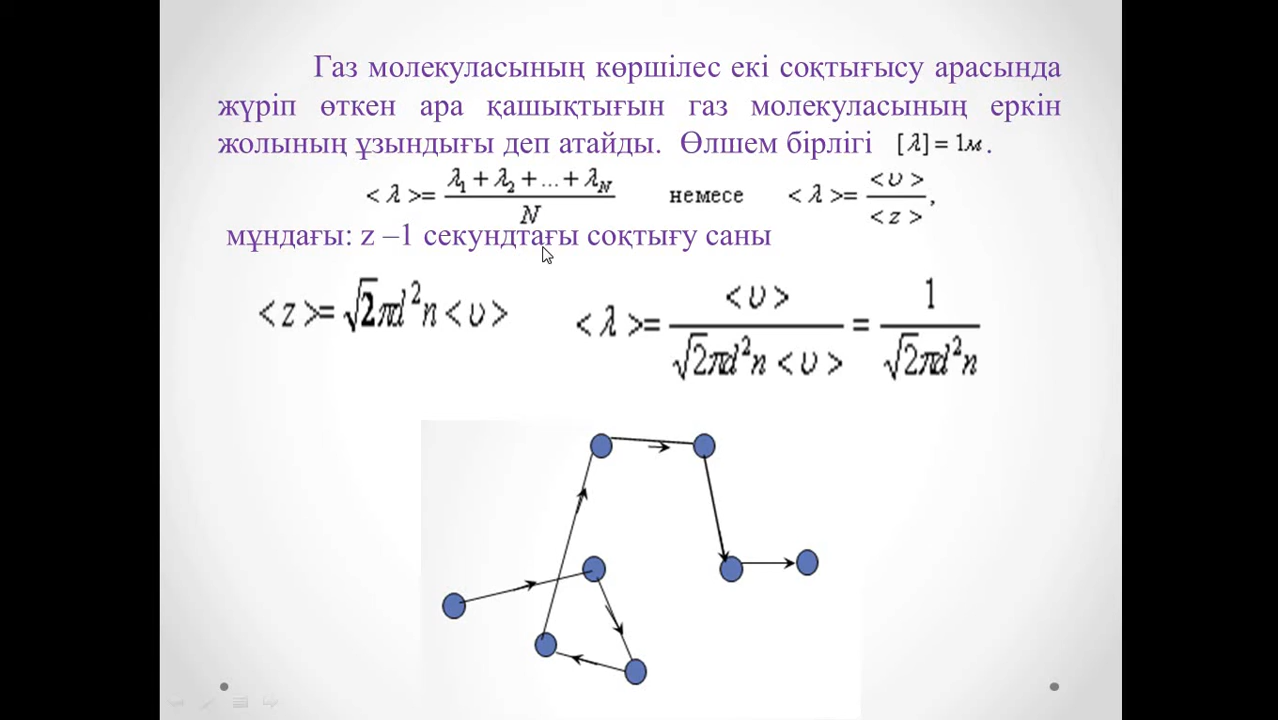 Газ молекуласының көршілес екі соқтығысу арасында
жүріп өткен ара қашықтығын газ молекуласының еркін
жолының ұзындығы деп атайды. Өлшем бірлігі [λ] = 1м .
< λ >= (λ₁ + λ₂ + ... + λ_N) / N немесе < λ >= < υ > / < z > ,
мұндағы: z –1 секундтағы соқтығу саны
< z >= √2πd²n < υ > < λ >= < υ > / (√2πd²n < υ >) = 1 / (√2πd²n)